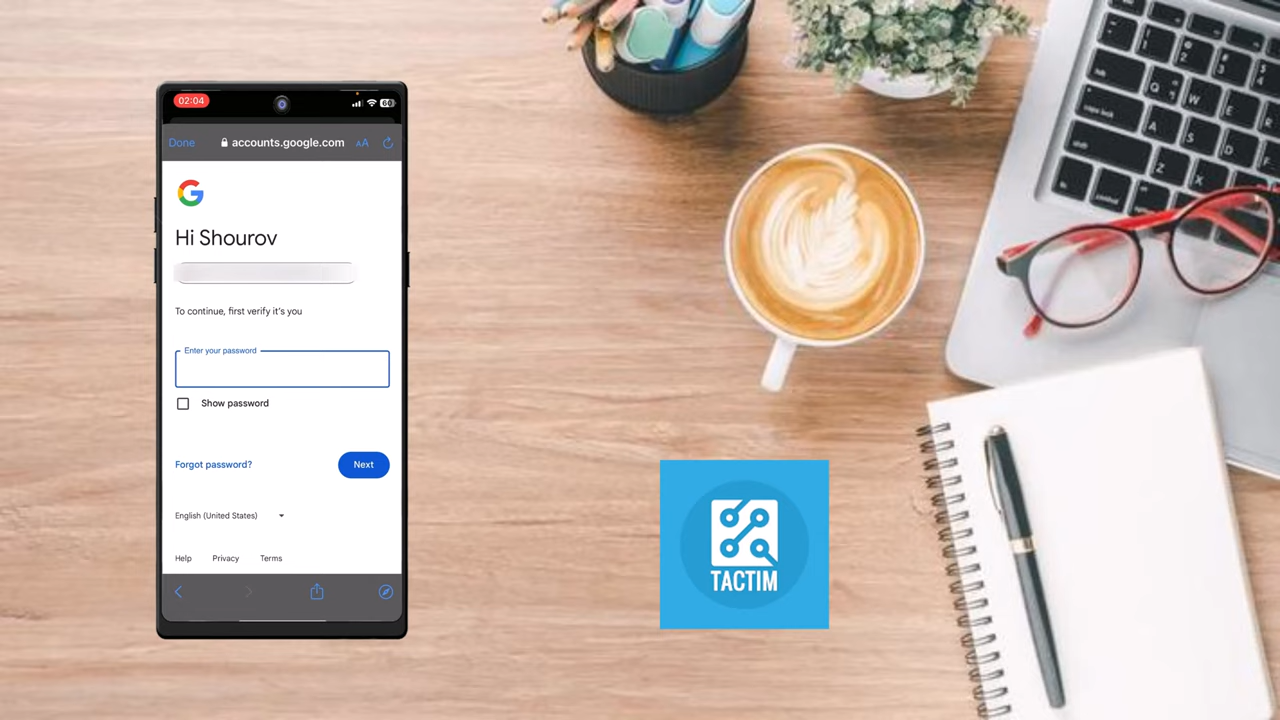 02:04
60
Done
accounts.google.com
AA
Hi Shourov
To continue, first verify it's you
Enter your password
Show password
Forgot password?
Next
English (United States)
Help
Privacy
Terms
TACTIM